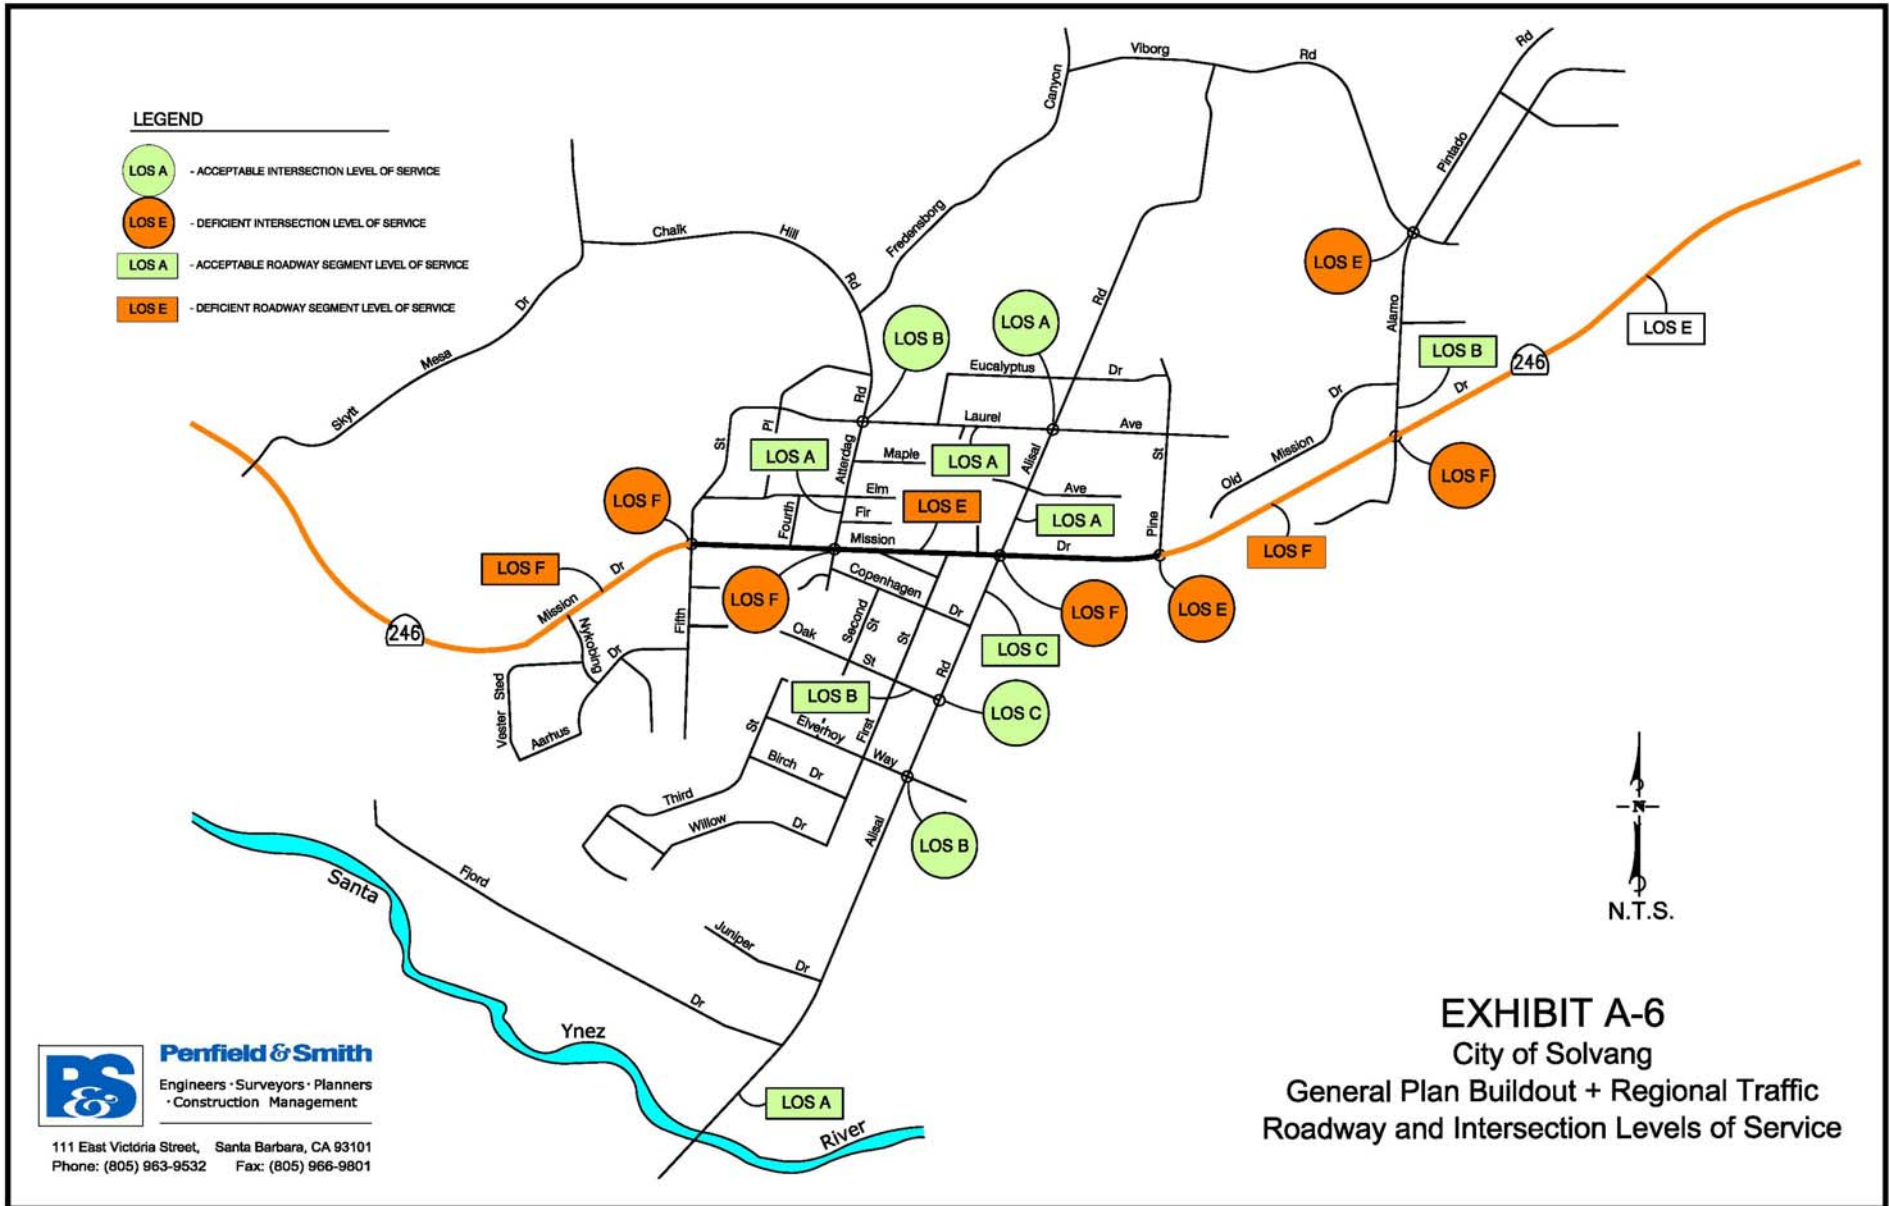 LEGEND
LOS A - ACCEPTABLE INTERSECTION LEVEL OF SERVICE
LOS E - DEFICIENT INTERSECTION LEVEL OF SERVICE
LOS A - ACCEPTABLE ROADWAY SEGMENT LEVEL OF SERVICE
LOS E - DEFICIENT ROADWAY SEGMENT LEVEL OF SERVICE
Viborg Rd
Canyon
Fredensborg
Rd
Pintado
Chalk Hill Rd
Skytt Mesa Dr
LOS E
LOS E
Alamo
LOS B
246
Dr
LOS B
LOS A
Rd
Eucalyptus Dr
Old Mission Dr
Laurel Ave
Rd
Pl
St
LOS A
Atterdag
Maple
LOS A
Alisal
St
LOS F
LOS F
Elm
Ave
Fourth
Fir
LOS E
LOS A
Pine
Mission Dr
LOS F
LOS F
Mission Dr
246
LOS F
LOS F
LOS E
Copenhagen Dr
Second St
St
Oak St
Fifth
Nykobing
Dr
LOS C
Rd
Vester Sted
Aarhus
LOS B
LOS C
First
St
Elverhoy Way
Birch Dr
Third
Willow Dr
Alisal
LOS B
Fjord Dr
Juniper Dr
Santa
Ynez
River
LOS A
N
N.T.S.
EXHIBIT A-6
City of Solvang
General Plan Buildout + Regional Traffic
Roadway and Intersection Levels of Service
P&S
Penfield & Smith
Engineers · Surveyors · Planners
· Construction Management
111 East Victoria Street, Santa Barbara, CA 93101
Phone: (805) 963-9532 Fax: (805) 966-9801